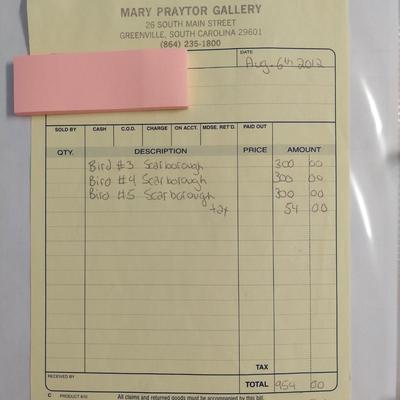 MARY PRAYTOR GALLERY
26 SOUTH MAIN STREET
GREENVILLE, SOUTH CAROLINA 29601
(864) 235-1800
DATE
Aug. 6th 2012
SOLD BY CASH C.O.D. CHARGE ON ACCT. MDSE. RET'D. PAID OUT
QTY. DESCRIPTION PRICE AMOUNT
Bird #3 Scarborough 300 00
Bird #4 Scarborough 300 00
Bird #5 Scarborough 300 00
tax 54 00
TAX
RECEIVED BY
TOTAL 954 00
C PRODUCT 610 All claims and returned goods must be accompanied by this bill.